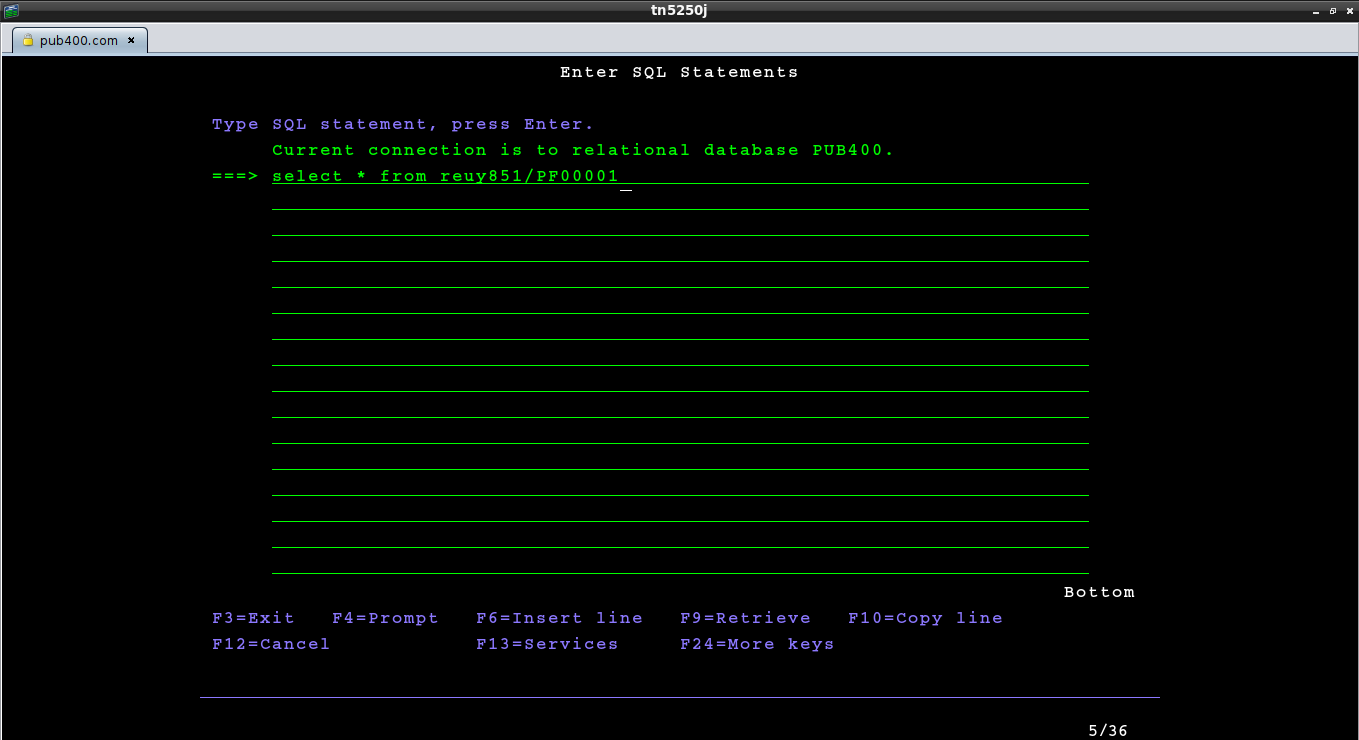 tn5250j
pub400.com
Enter SQL Statements
Type SQL statement, press Enter.
Current connection is to relational database PUB400.
===> select * from reuy851/PF00001_
Bottom
F3=Exit F4=Prompt F6=Insert line F9=Retrieve F10=Copy line
F12=Cancel F13=Services F24=More keys
5/36